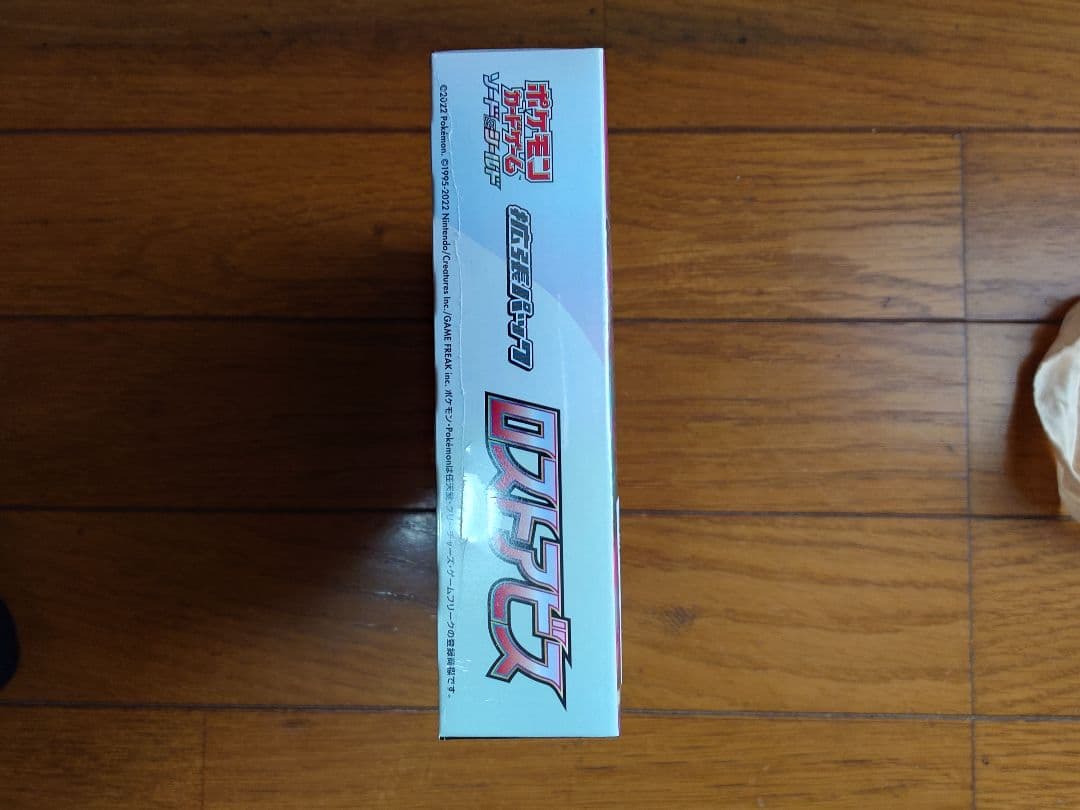 ポケモン
カードゲーム
ソード&シールド
拡張パック
ロストアビス
©2022 Pokémon. ©1995-2022 Nintendo/Creatures Inc./GAME FREAK inc. ポケモン・Pokémonは任天堂・クリーチャーズ・ゲームフリークの登録商標です。